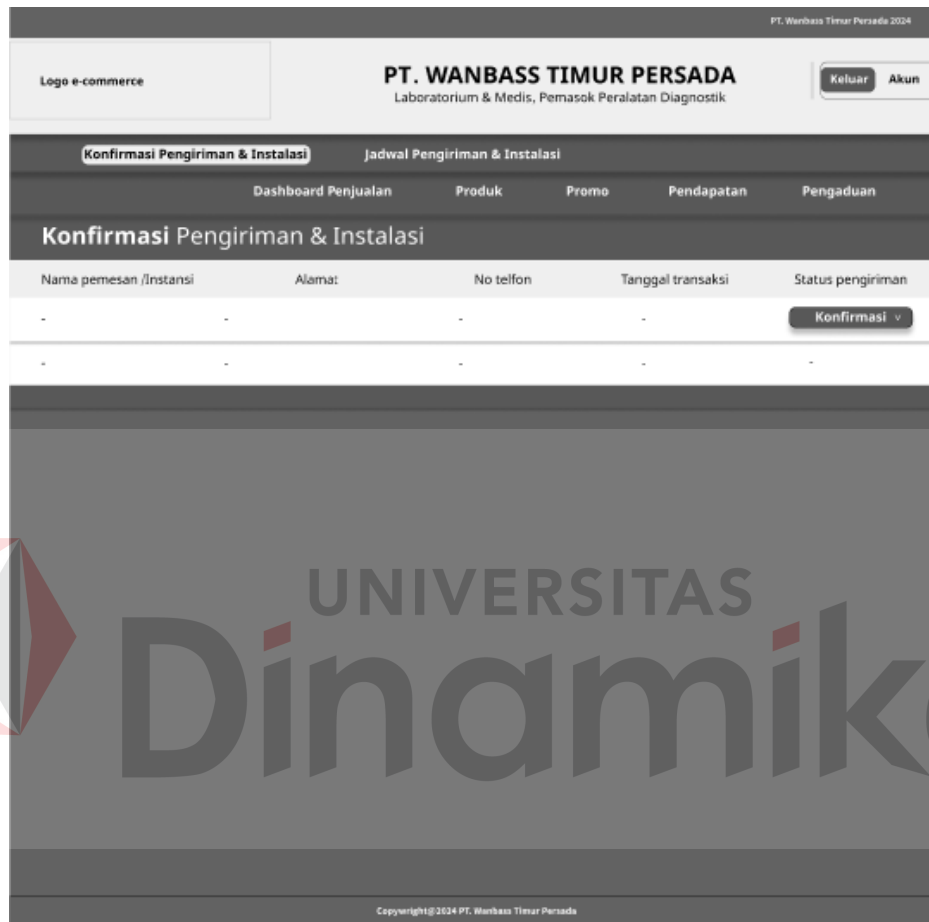 PT. Wanbass Timur Persada 2024
Logo e-commerce
PT. WANBASS TIMUR PERSADA
Laboratorium & Medis, Pemasok Peralatan Diagnostik
Keluar Akun
Konfirmasi Pengiriman & Instalasi Jadwal Pengiriman & Instalasi
Dashboard Penjualan Produk Promo Pendapatan Pengaduan
Konfirmasi Pengiriman & Instalasi
Nama pemesan /Instansi Alamat No telfon Tanggal transaksi Status pengiriman
- - - - Konfirmasi v
- - - - -
UNIVERSITAS
Dinamika
Copywright@2024 PT. Wanbass Timur Persada